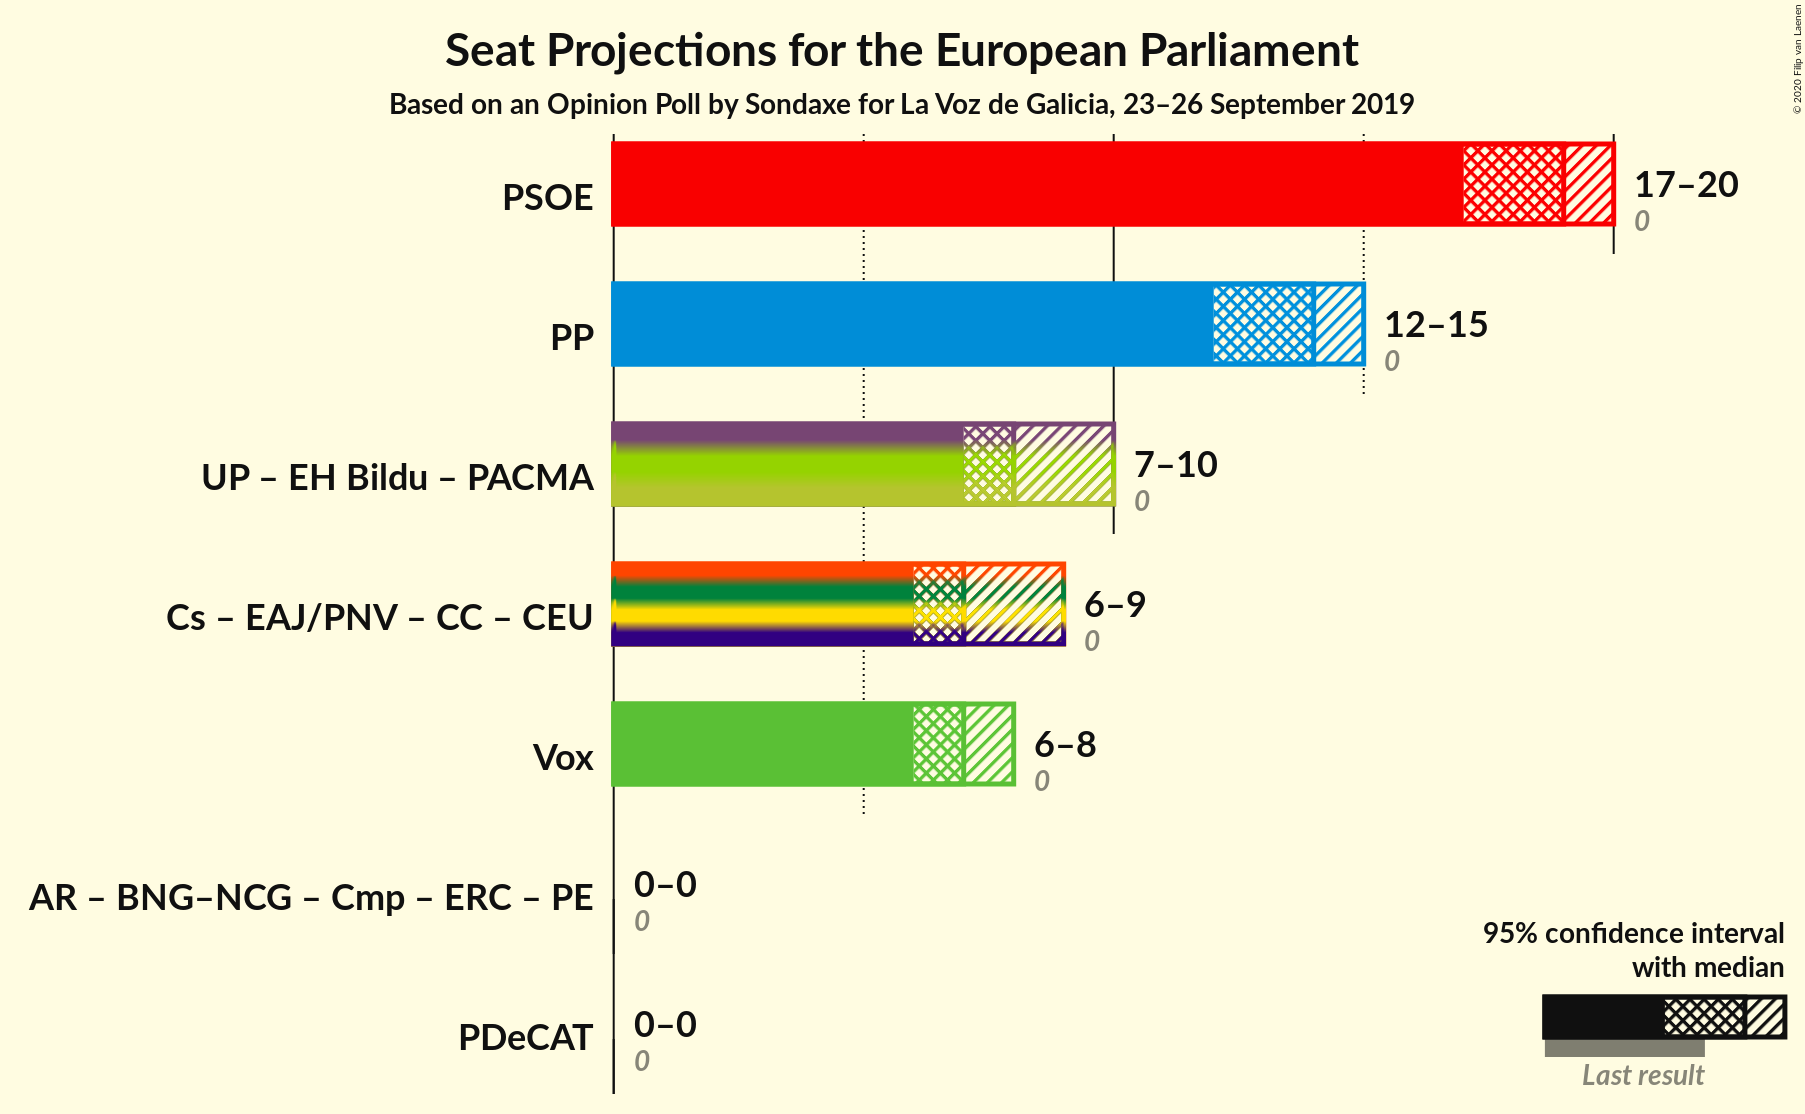 Seat Projections for the European Parliament
Based on an Opinion Poll by Sondaxe for La Voz de Galicia, 23–26 September 2019
© 2020 Filip van Laenen
PSOE
17–20
0
PP
12–15
0
UP – EH Bildu – PACMA
7–10
0
Cs – EAJ/PNV – CC – CEU
6–9
0
Vox
6–8
0
AR – BNG–NCG – Cmp – ERC – PE
0–0
0
PDeCAT
0–0
0
95% confidence interval
with median
Last result